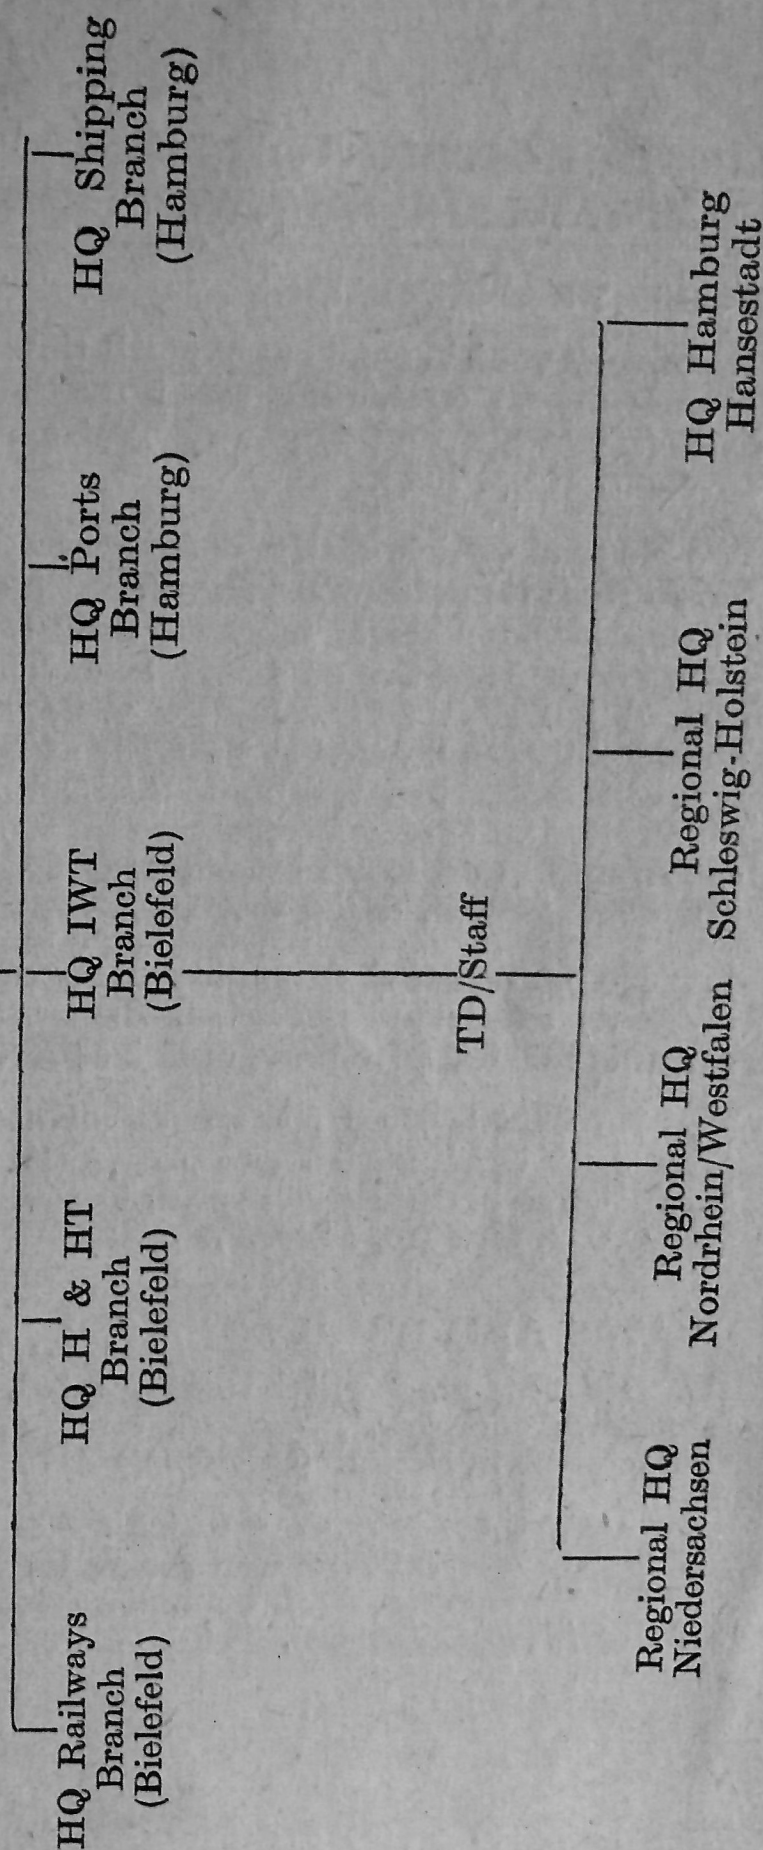 HQ Railways
Branch
(Bielefeld)
HQ H & HT
Branch
(Bielefeld)
HQ IWT
Branch
(Bielefeld)
HQ Ports
Branch
(Hamburg)
HQ Shipping
Branch
(Hamburg)
TD/Staff
Regional HQ
Niedersachsen
Regional HQ
Nordrhein/Westfalen
Regional HQ
Schleswig-Holstein
HQ Hamburg
Hansestadt